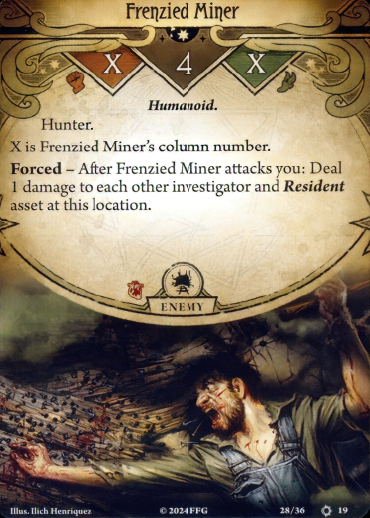 Frenzied Miner
X 4 X
Humanoid.
Hunter.
X is Frenzied Miner's column number.
Forced – After Frenzied Miner attacks you: Deal
1 damage to each other investigator and Resident
asset at this location.
ENEMY
Illus. Ilich Henriquez ©2024FFG 28/36 19